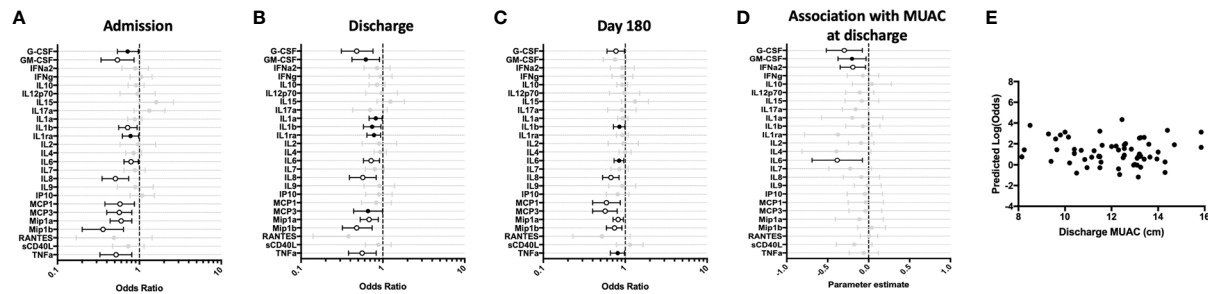 A
Admission
G-CSF
GM-CSF
IFNa2
IFNg
IL10
IL12p70
IL15
IL17a
IL1a
IL1b
IL1ra
IL2
IL4
IL6
IL7
IL8
IL9
IP10
MCP1
MCP3
Mip1a
Mip1b
RANTES
sCD40L
TNFa
0.1
1
10
Odds Ratio
B
Discharge
G-CSF
GM-CSF
IFNa2
IFNg
IL10
IL12p70
IL15
IL17a
IL1a
IL1b
IL1ra
IL2
IL4
IL6
IL7
IL8
IL9
IP10
MCP1
MCP3
Mip1a
Mip1b
RANTES
sCD40L
TNFa
0.1
1
10
Odds Ratio
C
Day 180
G-CSF
GM-CSF
IFNa2
IFNg
IL10
IL12p70
IL15
IL17a
IL1a
IL1b
IL1ra
IL2
IL4
IL6
IL7
IL8
IL9
IP10
MCP1
MCP3
Mip1a
Mip1b
RANTES
sCD40L
TNFa
0.1
1
10
Odds Ratio
D
Association with MUAC
at discharge
G-CSF
GM-CSF
IFNa2
IFNg
IL10
IL12p70
IL15
IL17a
IL1a
IL1b
IL1ra
IL2
IL4
IL6
IL7
IL8
IL9
IP10
MCP1
MCP3
Mip1a
Mip1b
RANTES
sCD40L
TNFa
-1.0
-0.5
0.0
0.5
1.0
Parameter estimate
E
Predicted Log(Odds)
8
6
4
2
0
-2
-4
8
10
12
14
16
Discharge MUAC (cm)